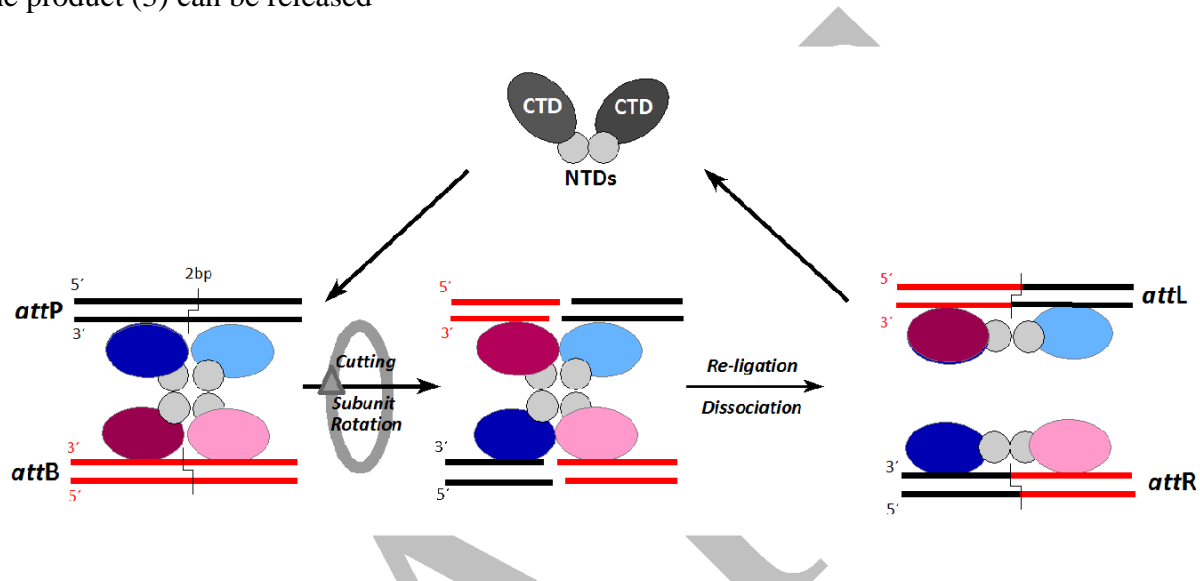 he product (3) can be released
CTD CTD
NTDs
5´ 2bp
attP
3´
Cutting
Subunit
Rotation
3´
attB
5´
5´
3´
3´
5´
Re-ligation
Dissociation
5´
attL
3´
3´
attR
5´